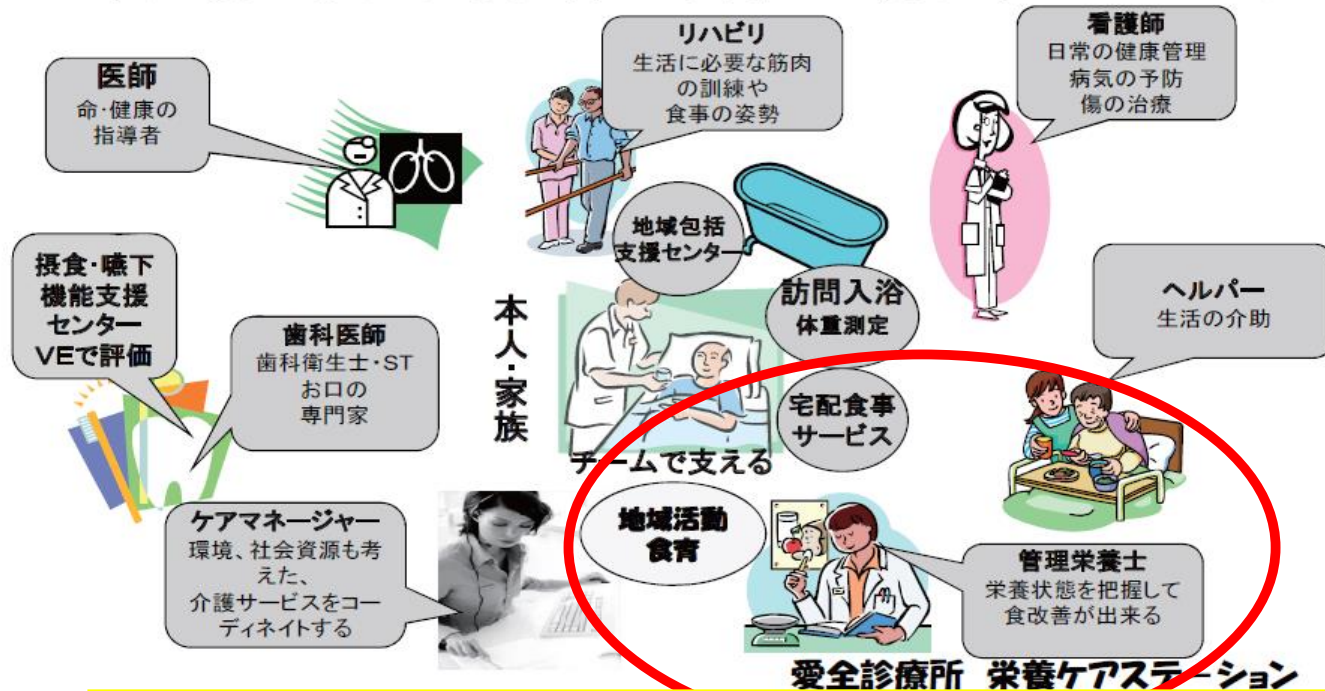 医師
命・健康の
指導者
リハビリ
生活に必要な筋肉
の訓練や
食事の姿勢
看護師
日常の健康管理
病気の予防
傷の治療
地域包括
支援センター
訪問入浴
体重測定
ヘルパー
生活の介助
摂食・嚥下
機能支援
センター
VEで評価
歯科医師
歯科衛生士・ST
お口の
専門家
本人・家族
宅配食事
サービス
チームで支える
地域活動
食育
ケアマネージャー
環境、社会資源も考
えた、
介護サービスをコー
ディネイトする
管理栄養士
栄養状態を把握して
食改善が出来る
愛全診療所 栄養ケアステーション